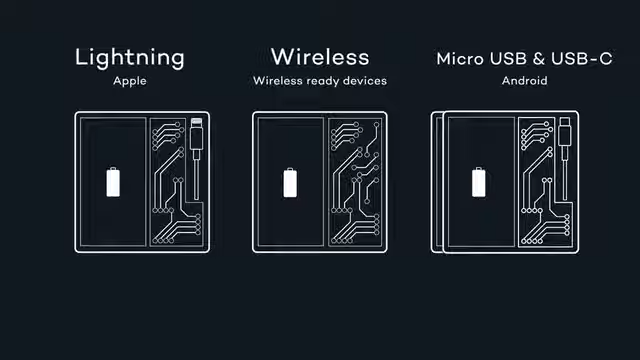 Lightning
Apple
Wireless
Wireless ready devices
Micro USB & USB-C
Android